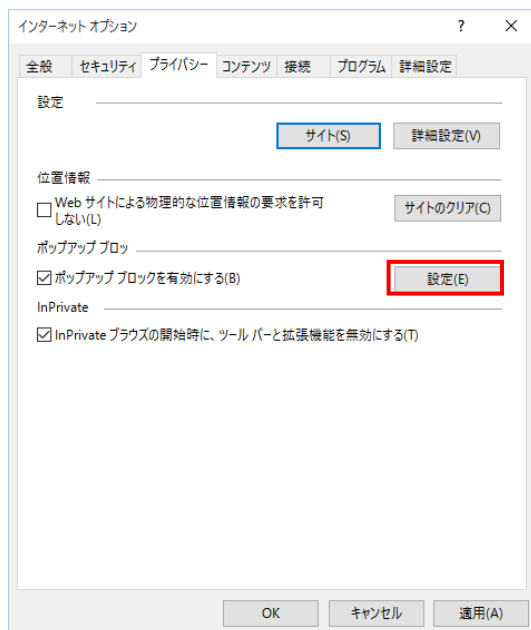 インターネット オプション ? ×
全般 セキュリティ プライバシー コンテンツ 接続 プログラム 詳細設定
設定
サイト(S) 詳細設定(V)
位置情報
Web サイトによる物理的な位置情報の要求を許可
しない(L)
サイトのクリア(C)
ポップアップ ブロッ
ポップアップ ブロックを有効にする(B) 設定(E)
InPrivate
InPrivate ブラウズの開始時に、ツール バーと拡張機能を無効にする(T)
OK キャンセル 適用(A)